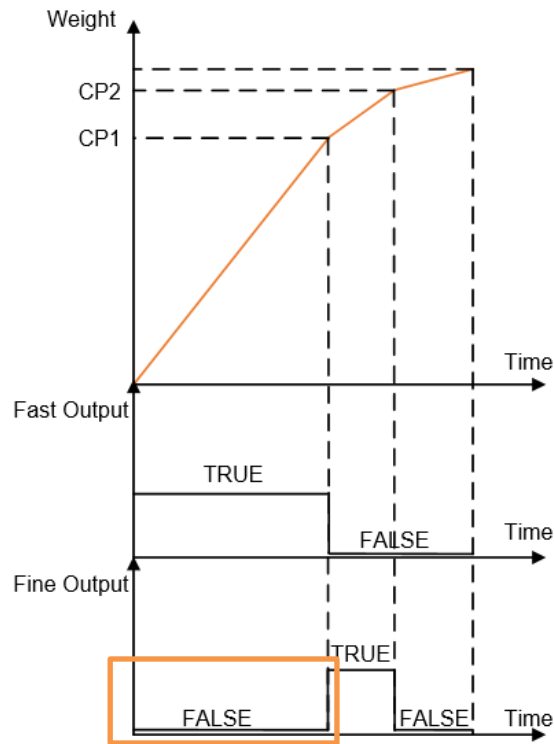 Weight
CP2
CP1
Time
Fast Output
TRUE
Time
FALSE
Fine Output
TRUE
FALSE
FALSE
Time